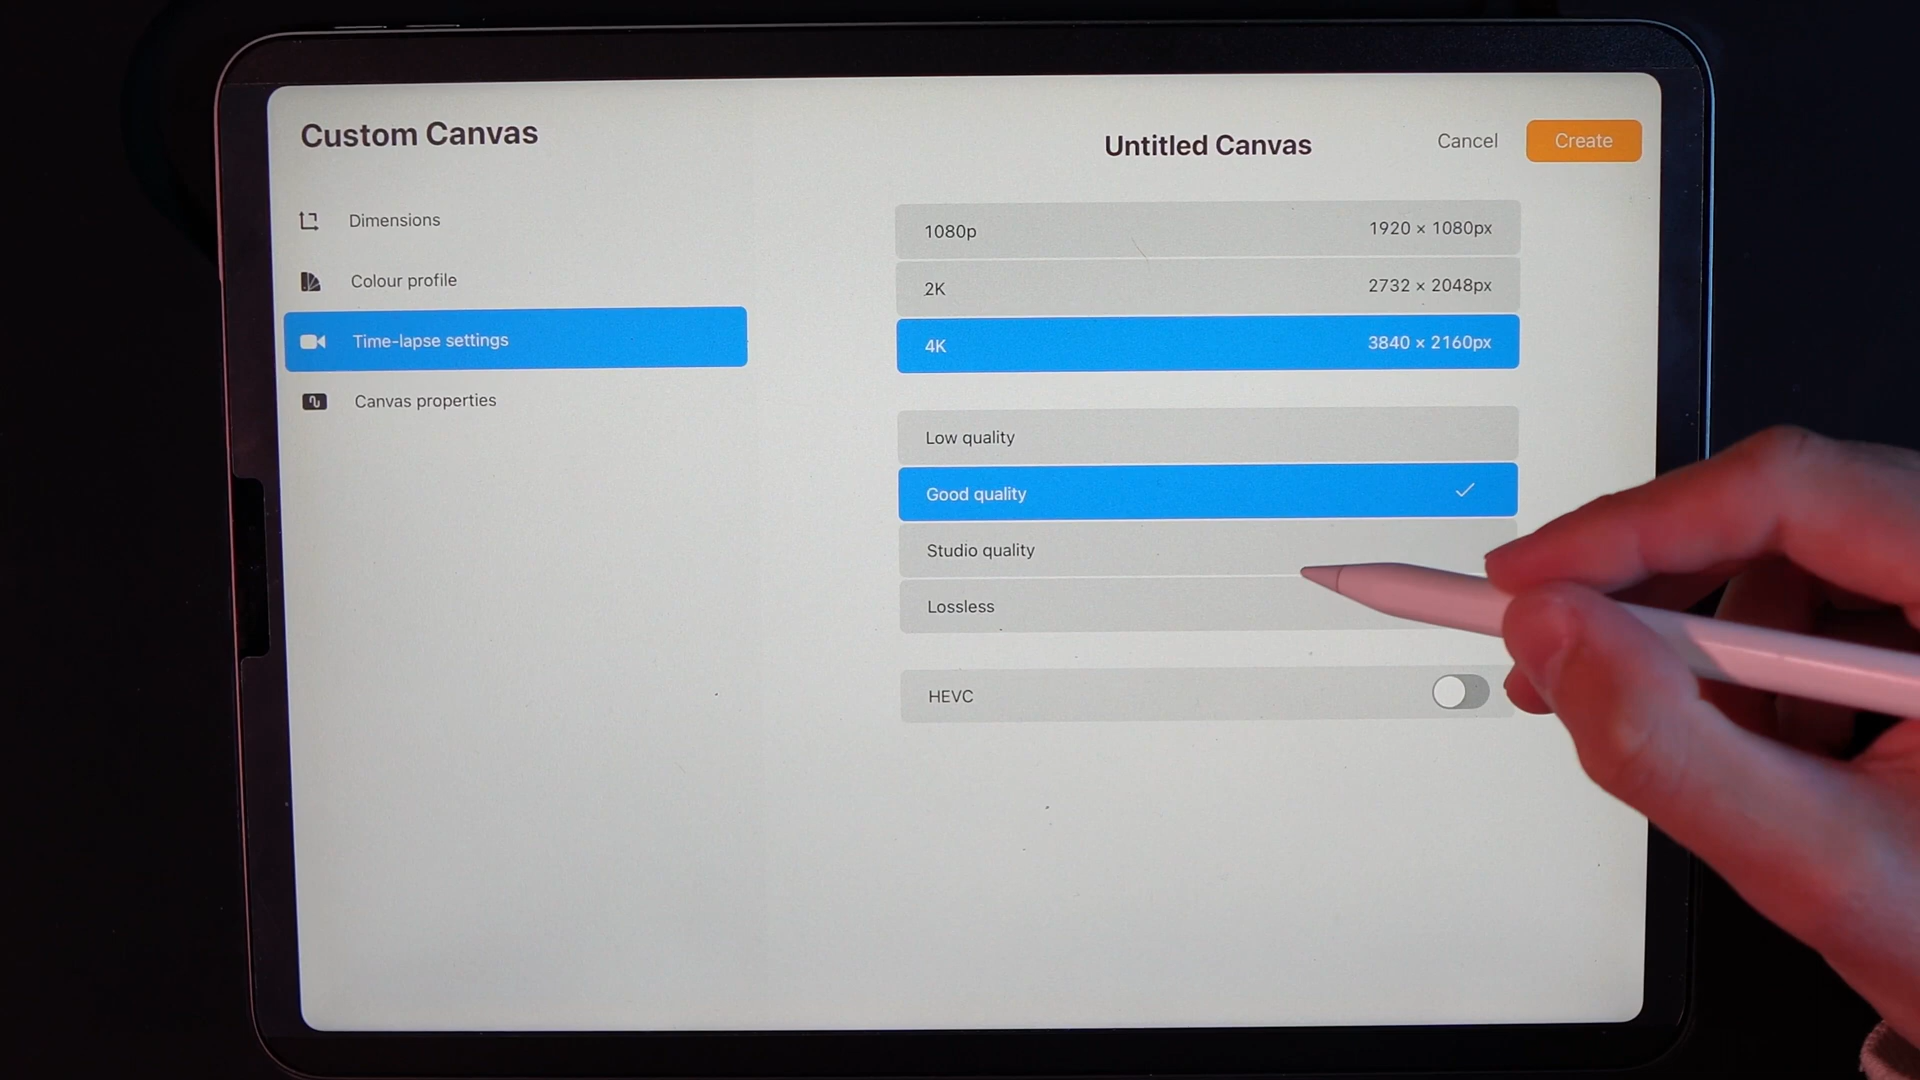 Custom Canvas
Untitled Canvas
Cancel
Create
Dimensions
Colour profile
Time-lapse settings
Canvas properties
1080p 1920 × 1080px
2K 2732 × 2048px
4K 3840 × 2160px
Low quality
Good quality
Studio quality
Lossless
HEVC